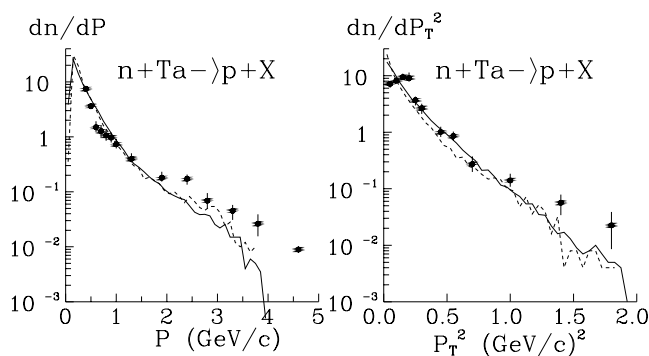 dn/dP
n+Ta->p+X
10
1
10⁻¹
10⁻²
10⁻³
0 1 2 3 4 5
P (GeV/c)
dn/dP_T²
n+Ta->p+X
10
1
10⁻¹
10⁻²
10⁻³
0.0 0.5 1.0 1.5 2.0
P_T² (GeV/c)²